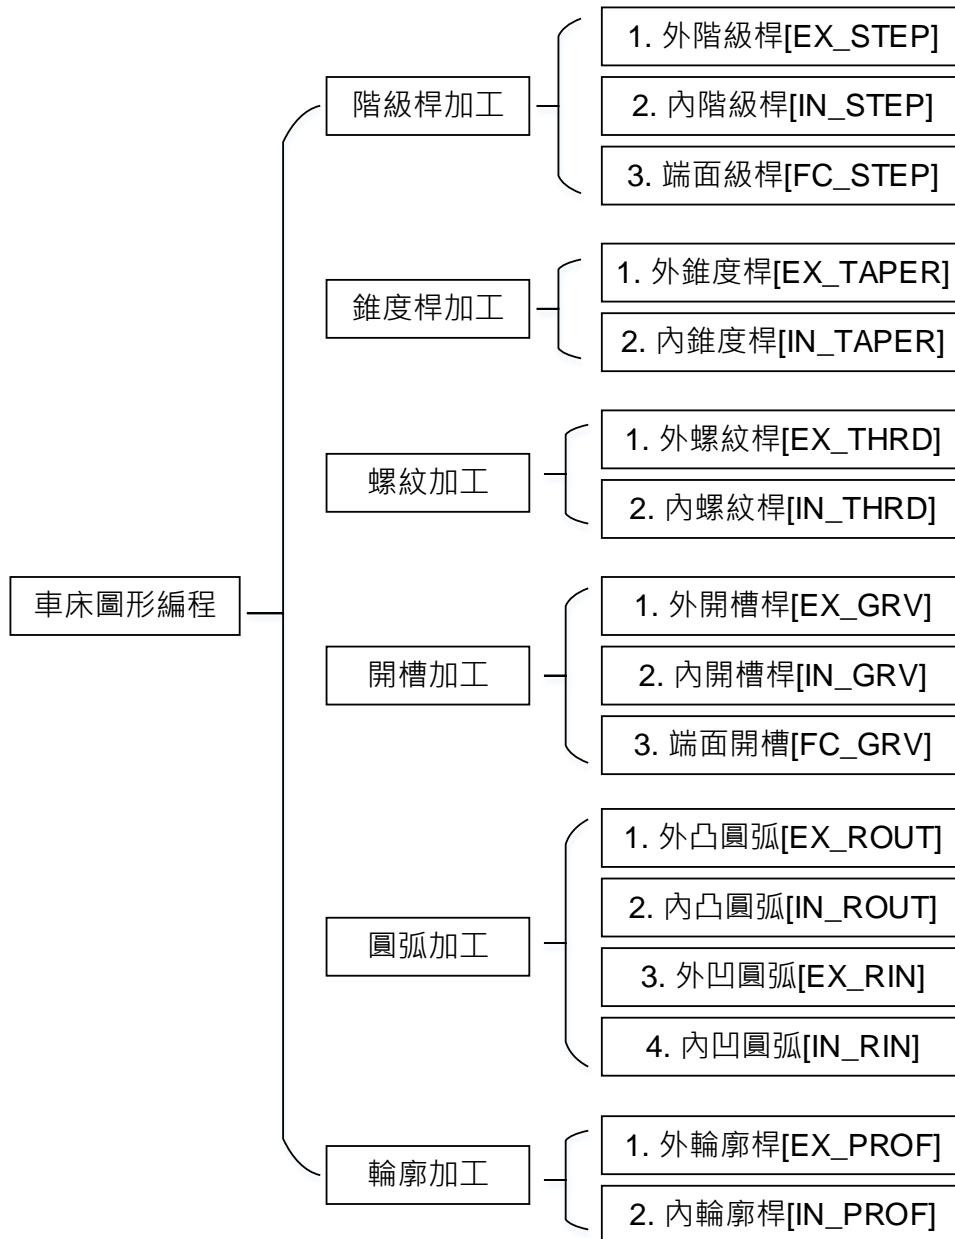 車床圖形編程
階級桿加工
1. 外階級桿[EX_STEP]
2. 內階級桿[IN_STEP]
3. 端面級桿[FC_STEP]
錐度桿加工
1. 外錐度桿[EX_TAPER]
2. 內錐度桿[IN_TAPER]
螺紋加工
1. 外螺紋桿[EX_THRD]
2. 內螺紋桿[IN_THRD]
開槽加工
1. 外開槽桿[EX_GRV]
2. 內開槽桿[IN_GRV]
3. 端面開槽[FC_GRV]
圓弧加工
1. 外凸圓弧[EX_ROUT]
2. 內凸圓弧[IN_ROUT]
3. 外凹圓弧[EX_RIN]
4. 內凹圓弧[IN_RIN]
輪廓加工
1. 外輪廓桿[EX_PROF]
2. 內輪廓桿[IN_PROF]